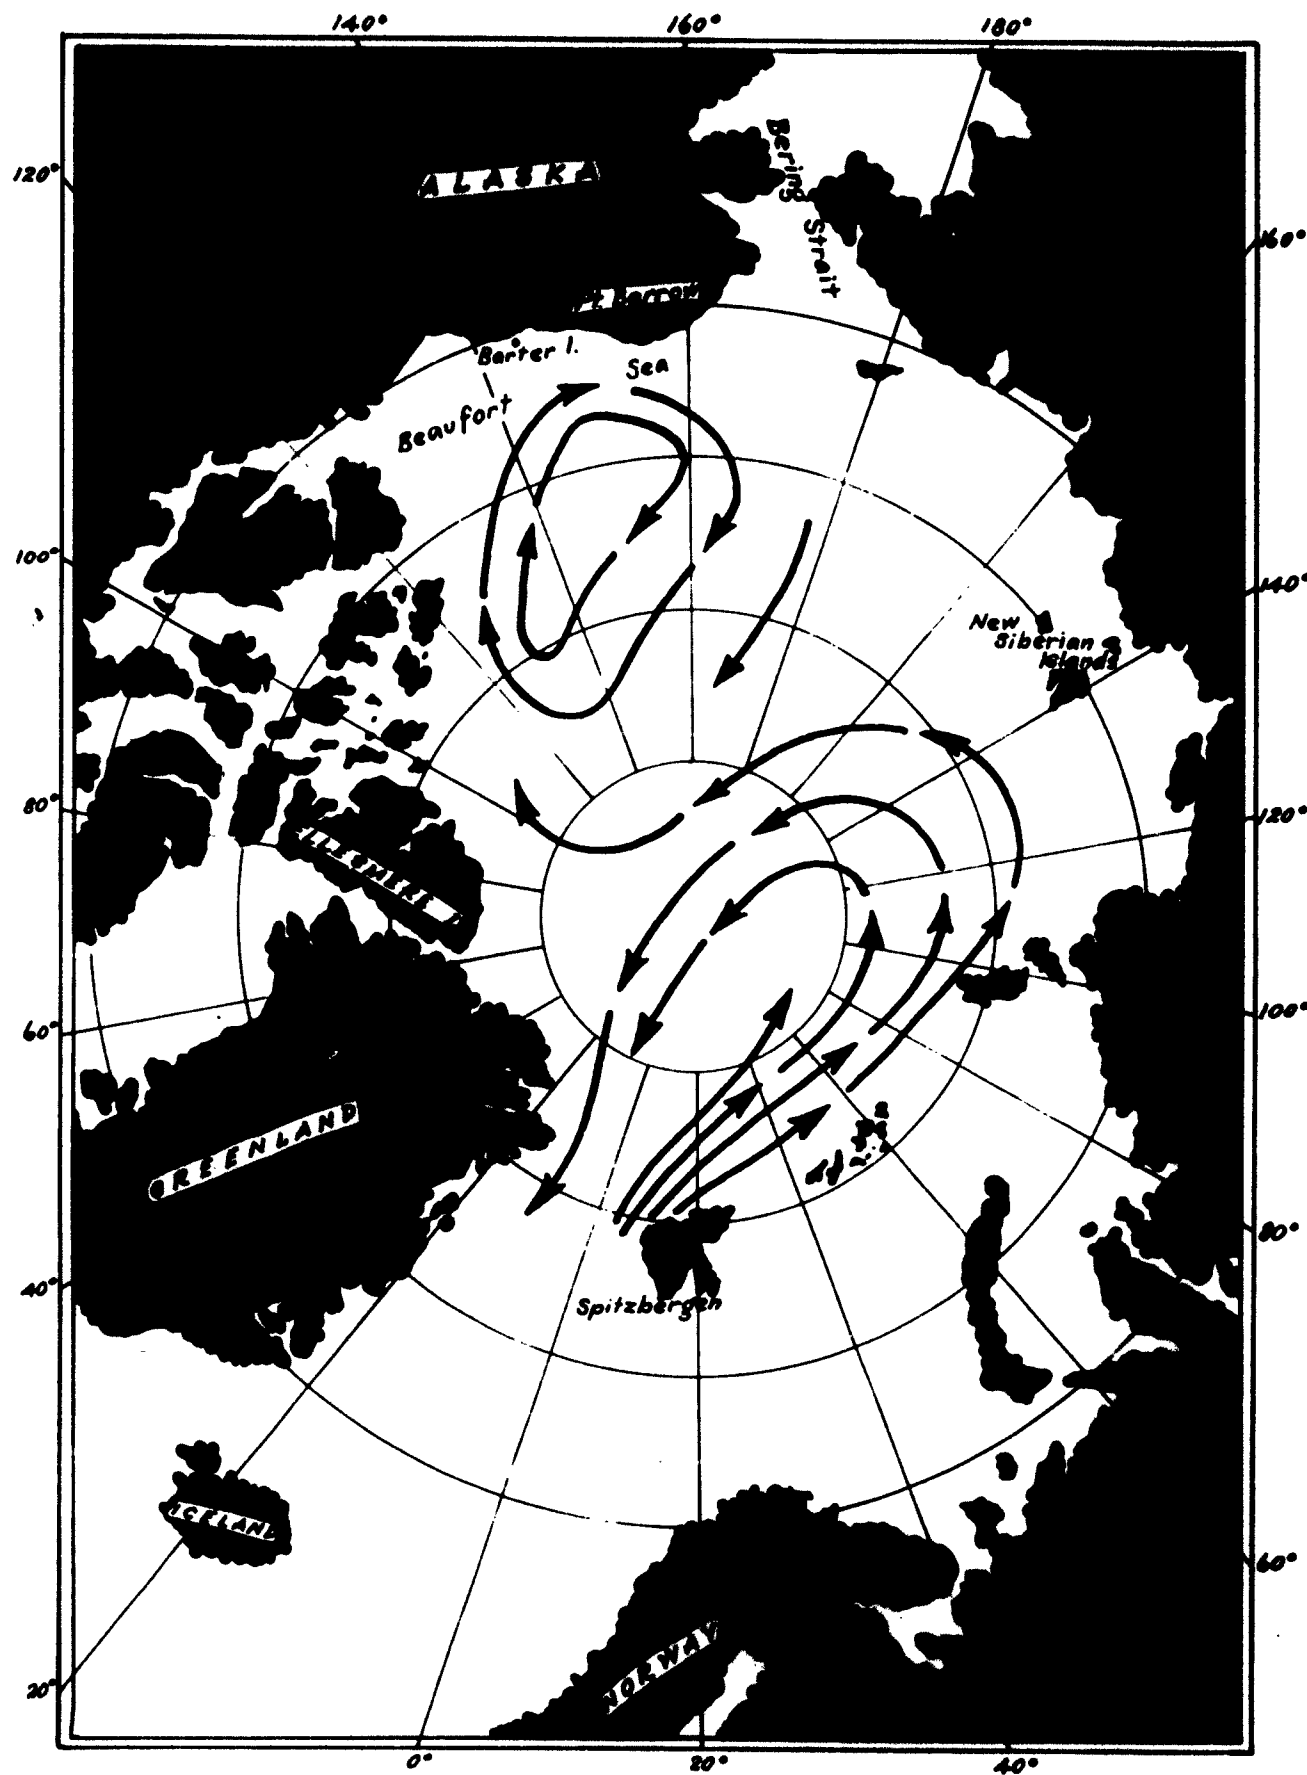 140° 160° 180°
120°
ALASKA
Bering
Strait
160°
Pt. Barrow
Barter I.
Sea
Beaufort
100°
140°
New
Siberian
Islands
80°
120°
ELLESMERE I.
60°
100°
GREENLAND
80°
40°
Spitzbergen
ICELAND
60°
NORWAY
20°
0° 20° 40°